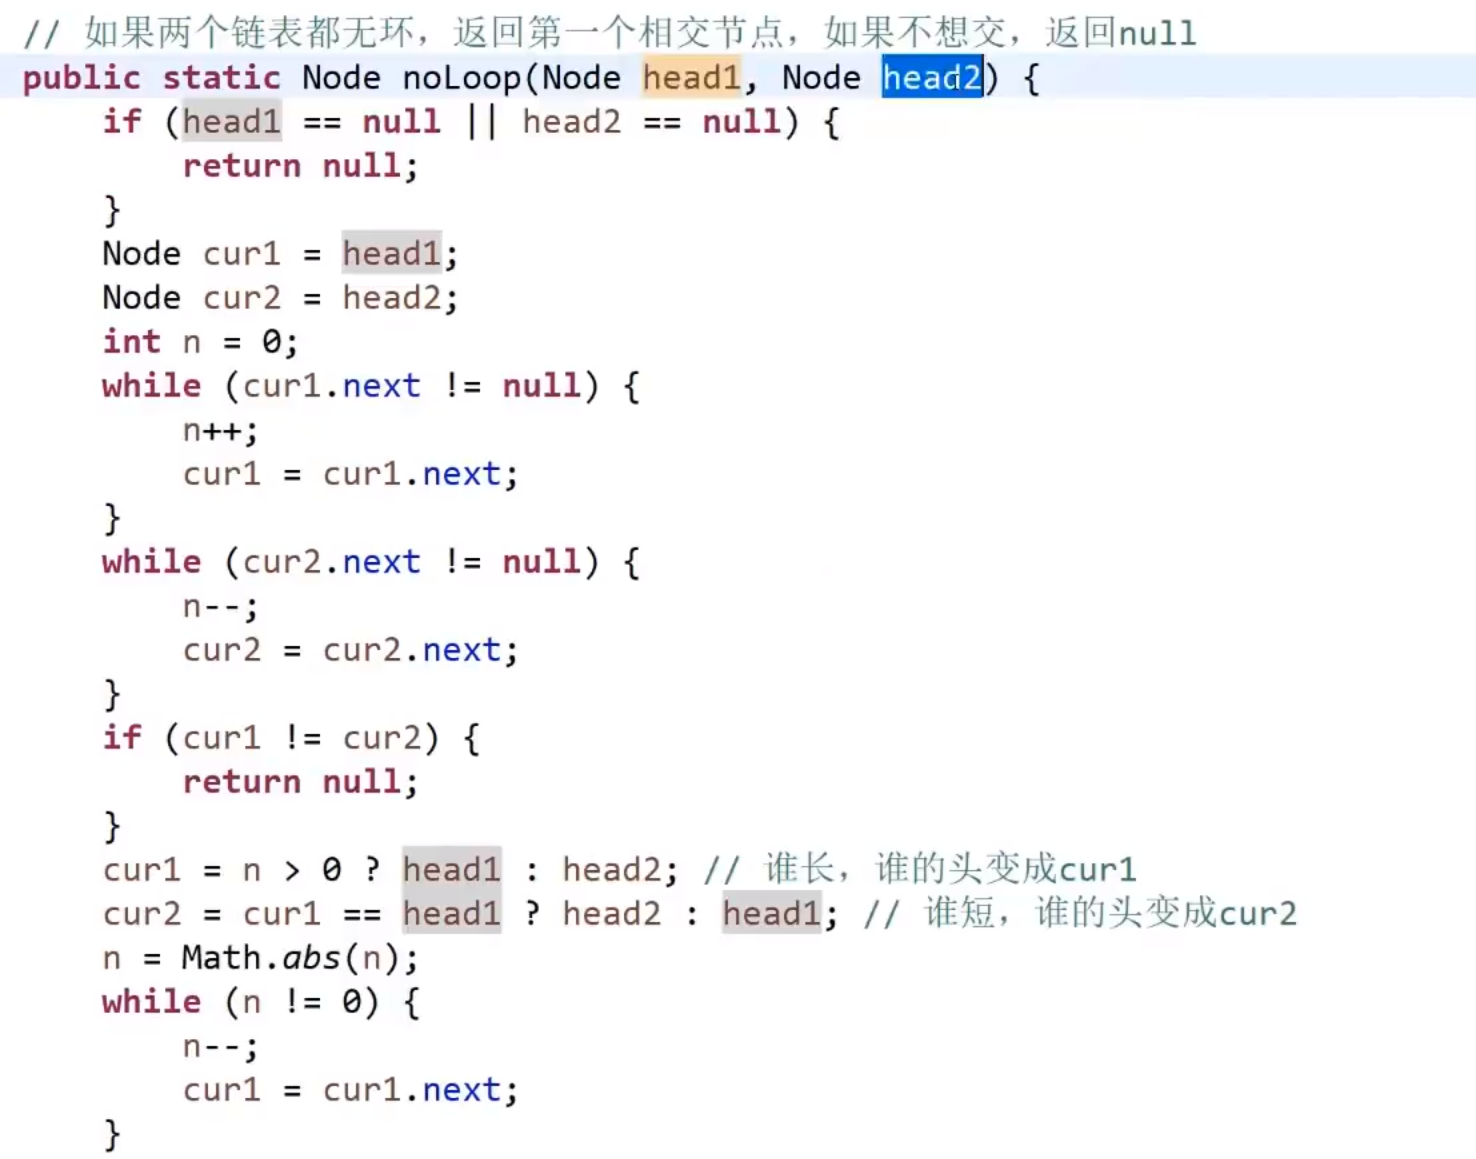 // 如果两个链表都无环，返回第一个相交节点，如果不想交，返回null
public static Node noLoop(Node head1, Node head2) {
    if (head1 == null || head2 == null) {
        return null;
    }
    Node cur1 = head1;
    Node cur2 = head2;
    int n = 0;
    while (cur1.next != null) {
        n++;
        cur1 = cur1.next;
    }
    while (cur2.next != null) {
        n--;
        cur2 = cur2.next;
    }
    if (cur1 != cur2) {
        return null;
    }
    cur1 = n > 0 ? head1 : head2; // 谁长，谁的头变成cur1
    cur2 = cur1 == head1 ? head2 : head1; // 谁短，谁的头变成cur2
    n = Math.abs(n);
    while (n != 0) {
        n--;
        cur1 = cur1.next;
    }